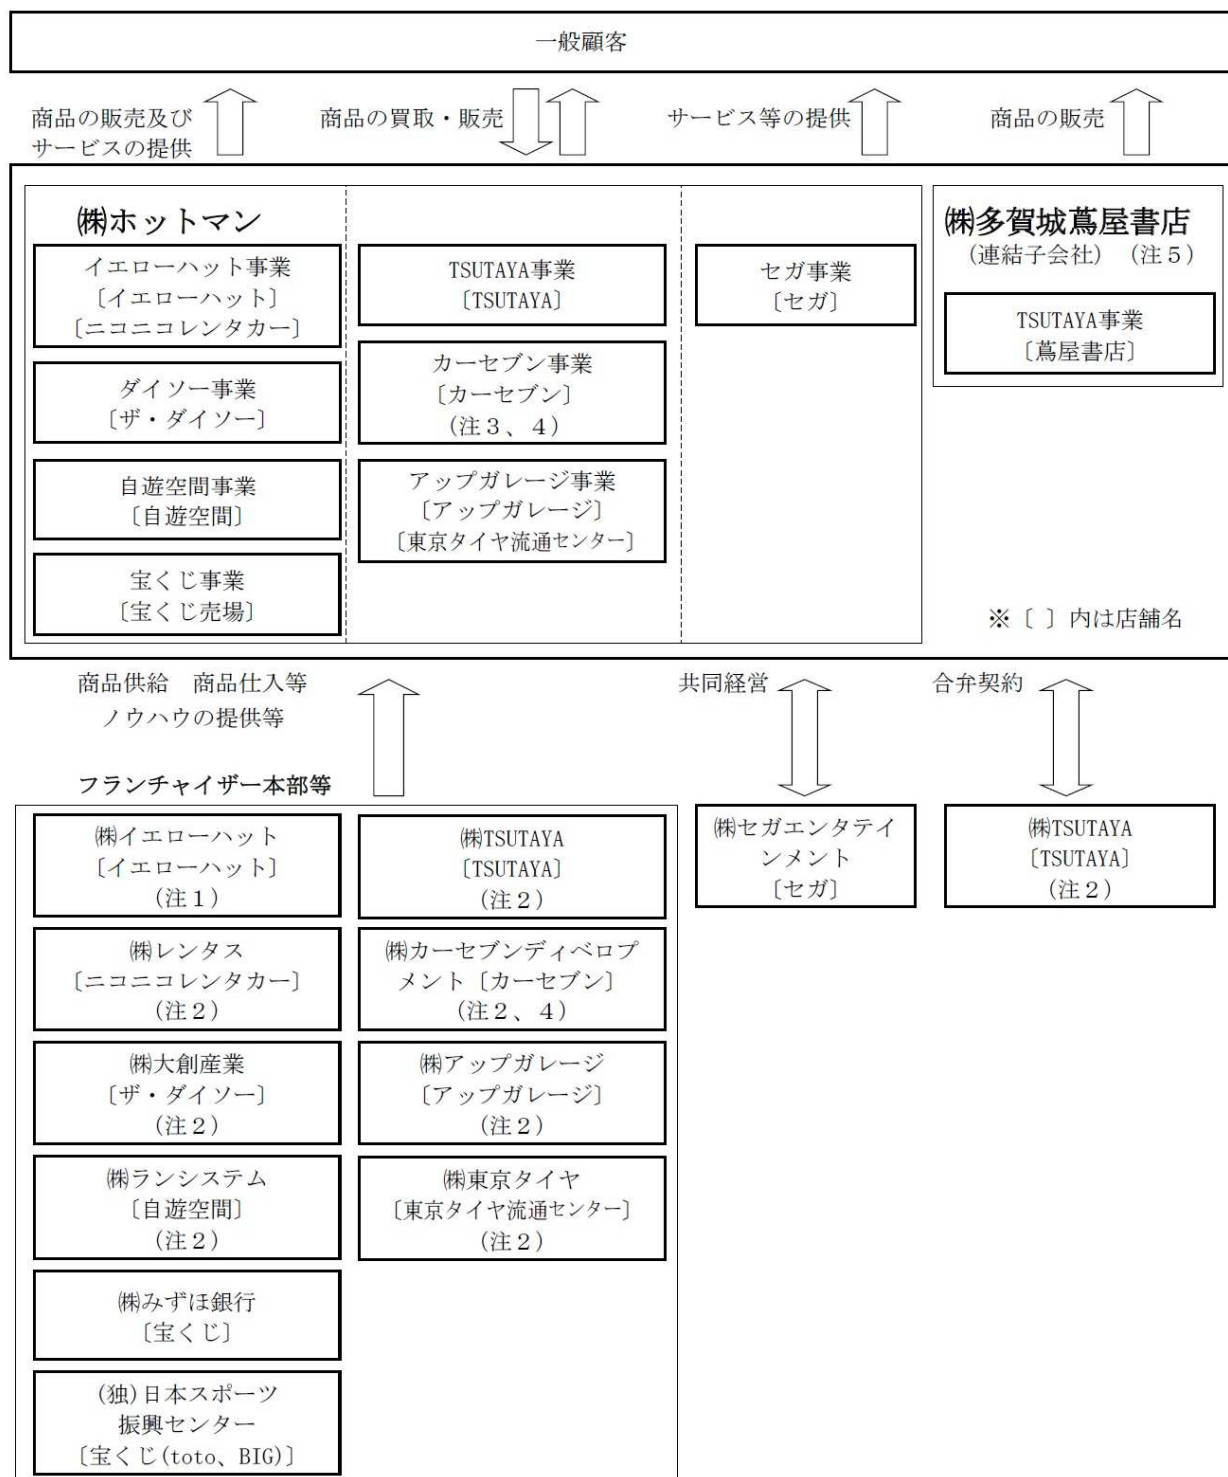 一般顧客
商品の販売及び
サービスの提供
商品の買取・販売
サービス等の提供
商品の販売
㈱ホットマン
イエローハット事業
〔イエローハット〕
〔ニコニコレンタカー〕
ダイソー事業
〔ザ・ダイソー〕
自遊空間事業
〔自遊空間〕
宝くじ事業
〔宝くじ売場〕
TSUTAYA事業
〔TSUTAYA〕
カーセブン事業
〔カーセブン〕
(注3、4)
アップガレージ事業
〔アップガレージ〕
〔東京タイヤ流通センター〕
セガ事業
〔セガ〕
㈱多賀城蔦屋書店
(連結子会社) (注5)
TSUTAYA事業
〔蔦屋書店〕
※〔 〕内は店舗名
商品供給 商品仕入等
ノウハウの提供等
共同経営
合弁契約
フランチャイザー本部等
㈱イエローハット
〔イエローハット〕
(注1)
㈱レンタス
〔ニコニコレンタカー〕
(注2)
㈱大創産業
〔ザ・ダイソー〕
(注2)
㈱ランシステム
〔自遊空間〕
(注2)
㈱みずほ銀行
〔宝くじ〕
(独)日本スポーツ
振興センター
〔宝くじ(toto、BIG)〕
㈱TSUTAYA
〔TSUTAYA〕
(注2)
㈱カーセブンディベロプ
メント〔カーセブン〕
(注2、4)
㈱アップガレージ
〔アップガレージ〕
(注2)
㈱東京タイヤ
〔東京タイヤ流通センター〕
(注2)
㈱セガエンタテイ
ンメント
〔セガ〕
㈱TSUTAYA
〔TSUTAYA〕
(注2)